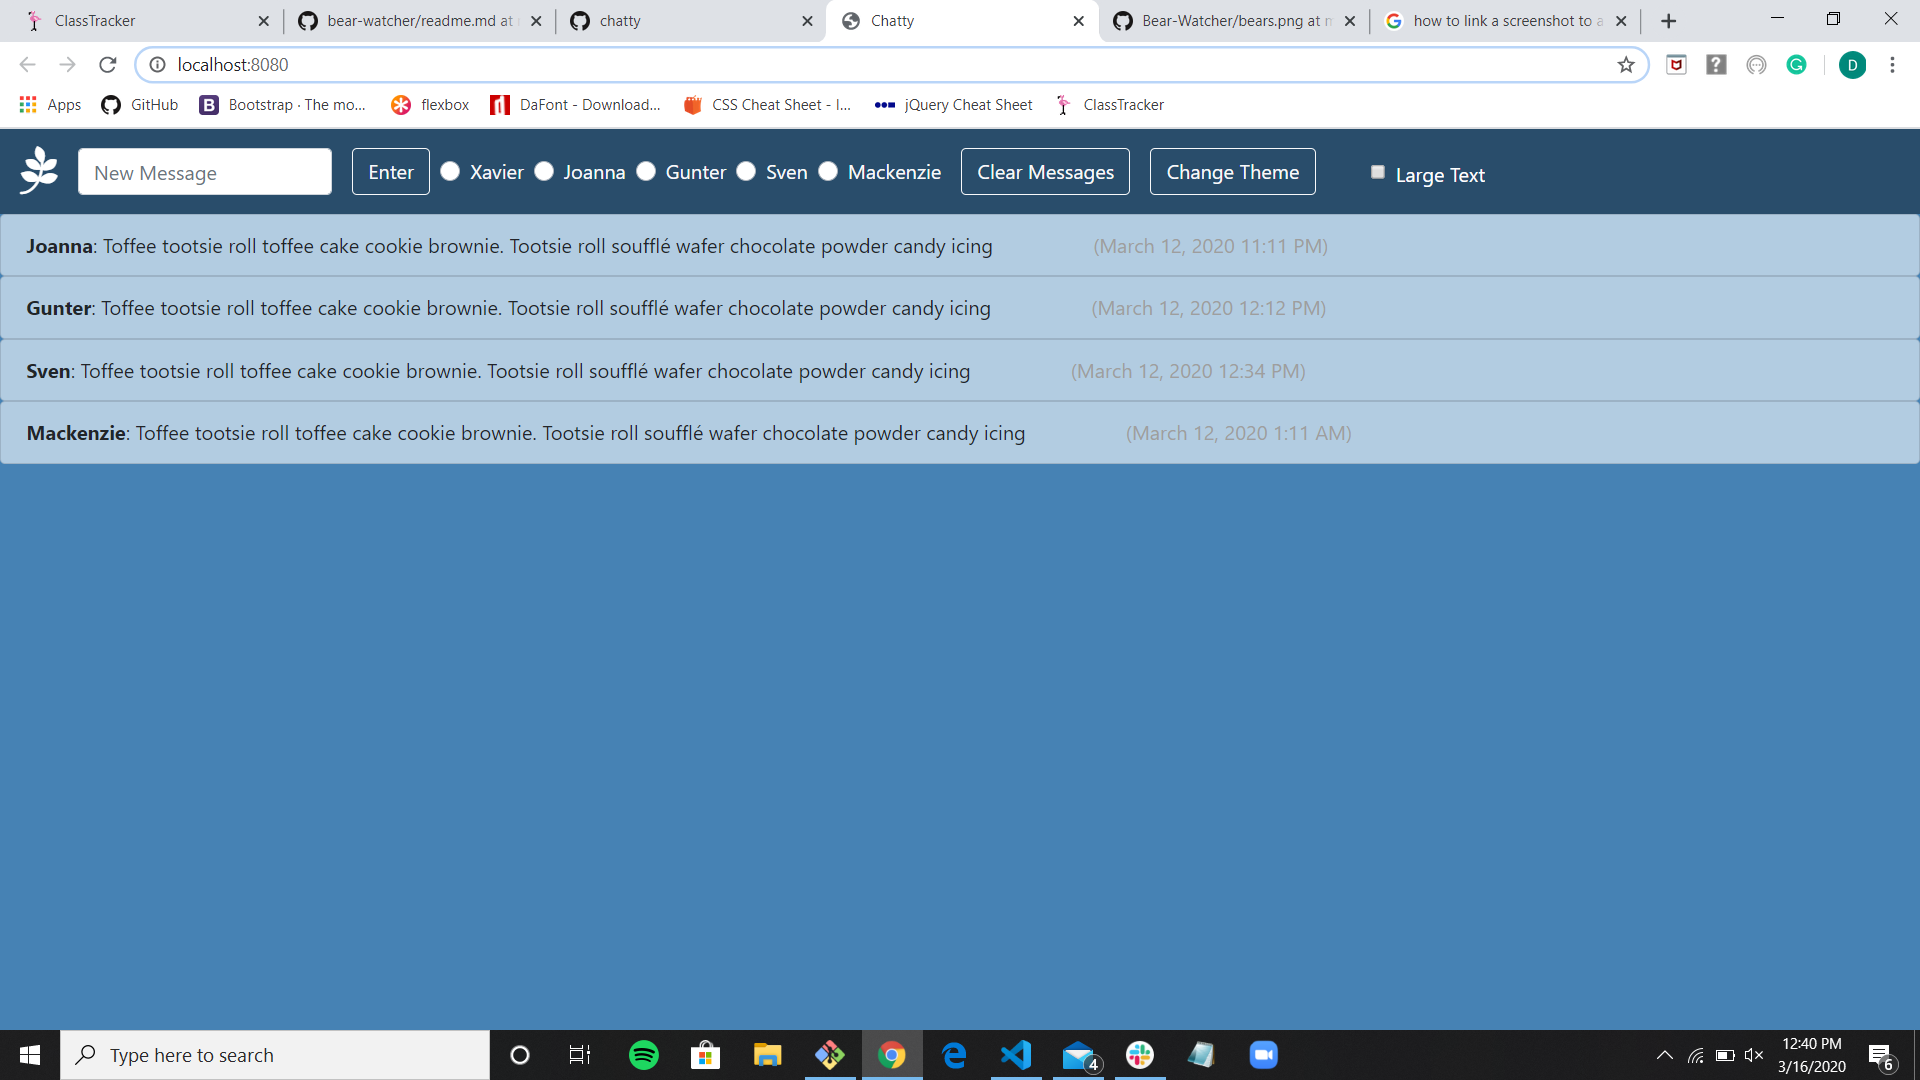 ClassTracker bear-watcher/readme.md at chatty Chatty Bear-Watcher/bears.png at m how to link a screenshot to a
localhost:8080 D
Apps GitHub Bootstrap · The mo... flexbox DaFont - Download... CSS Cheat Sheet - I... jQuery Cheat Sheet ClassTracker
New Message Enter Xavier Joanna Gunter Sven Mackenzie Clear Messages Change Theme Large Text
Joanna: Toffee tootsie roll toffee cake cookie brownie. Tootsie roll soufflé wafer chocolate powder candy icing (March 12, 2020 11:11 PM)
Gunter: Toffee tootsie roll toffee cake cookie brownie. Tootsie roll soufflé wafer chocolate powder candy icing (March 12, 2020 12:12 PM)
Sven: Toffee tootsie roll toffee cake cookie brownie. Tootsie roll soufflé wafer chocolate powder candy icing (March 12, 2020 12:34 PM)
Mackenzie: Toffee tootsie roll toffee cake cookie brownie. Tootsie roll soufflé wafer chocolate powder candy icing (March 12, 2020 1:11 AM)
Type here to search 4 12:40 PM 6
3/16/2020